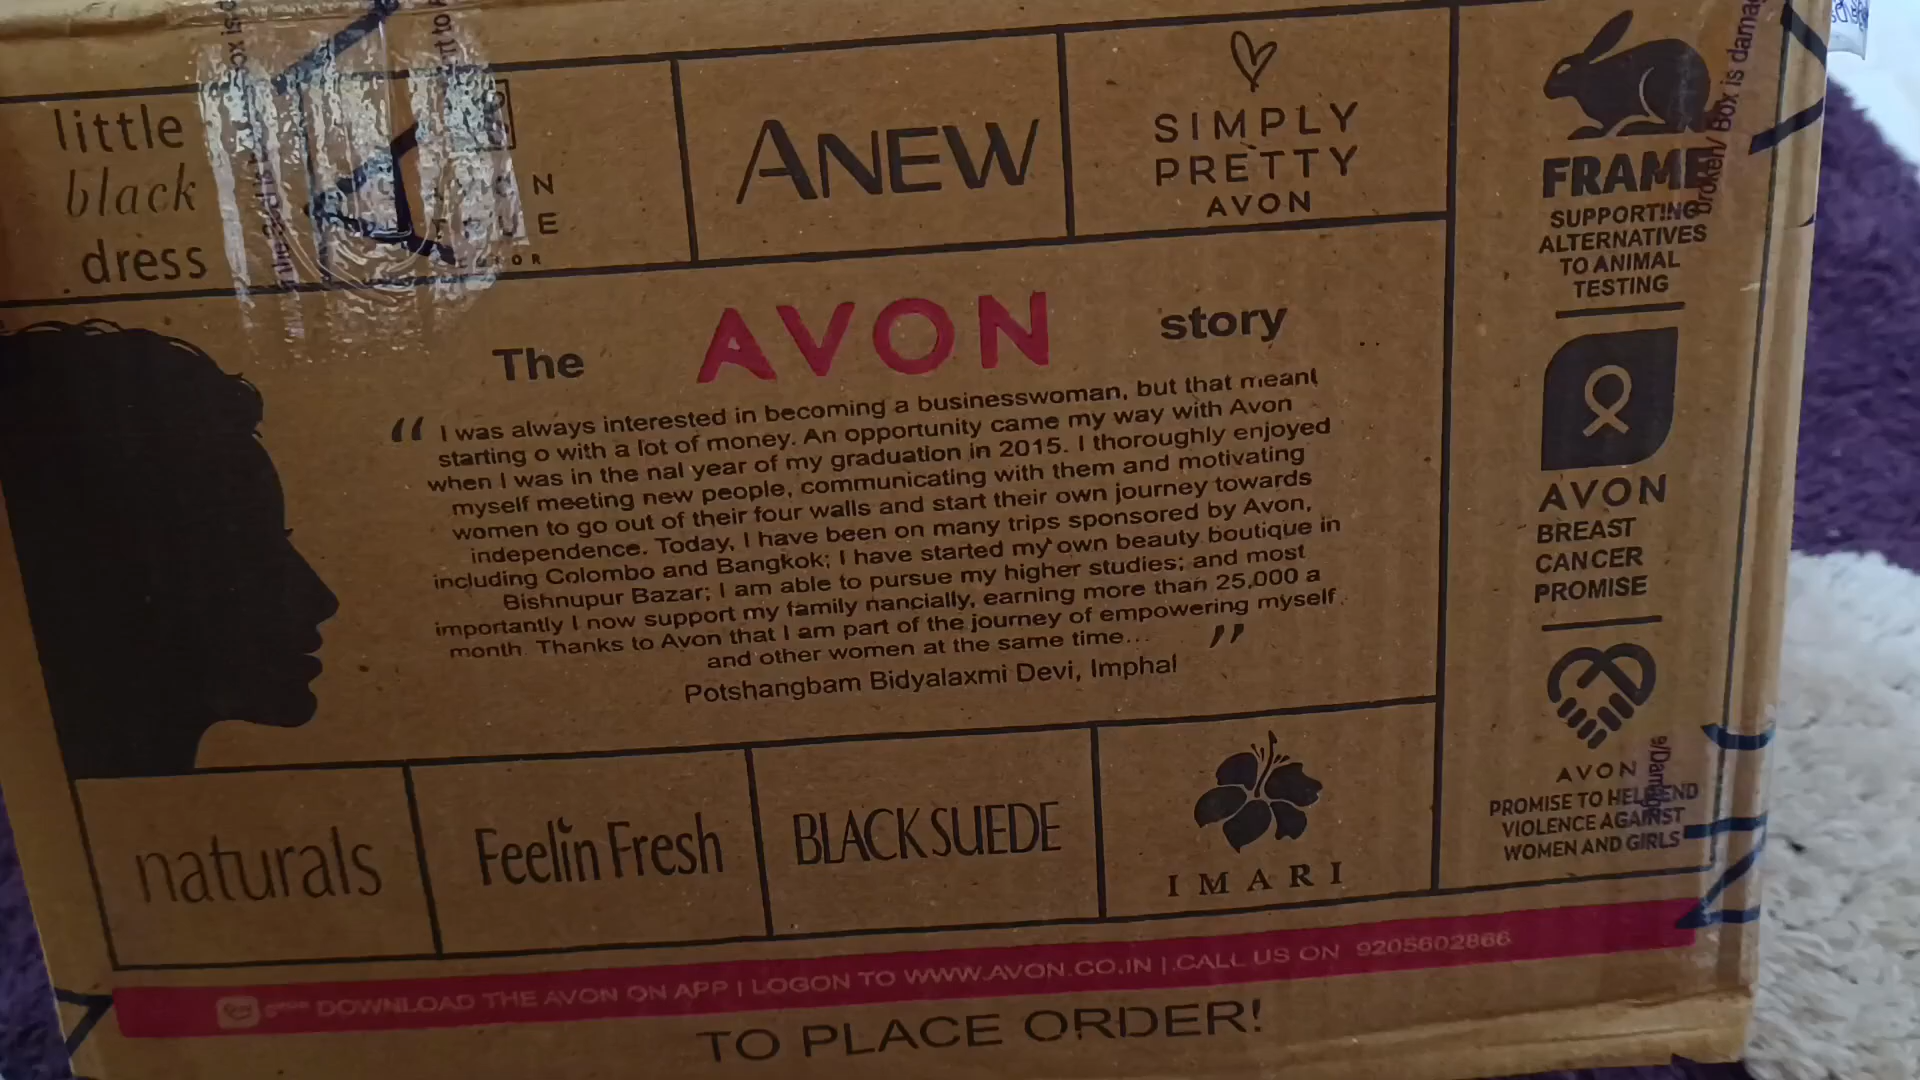 little
black
dress
ANEW
SIMPLY
PRETTY
AVON
The AVON story
“ I was always interested in becoming a businesswoman, but that meant
starting o with a lot of money. An opportunity came my way with Avon
when I was in the nal year of my graduation in 2015. I thoroughly enjoyed
myself meeting new people, communicating with them and motivating
women to go out of their four walls and start their own journey towards
independence. Today, I have been on many trips sponsored by Avon,
including Colombo and Bangkok; I have started my own beauty boutique in
Bishnupur Bazar; I am able to pursue my higher studies; and most
importantly I now support my family nancially, earning more than 25,000 a
month. Thanks to Avon that I am part of the journey of empowering myself
and other women at the same time... ”
Potshangbam Bidyalaxmi Devi, Imphal
naturals
Feelin Fresh
BLACK SUEDE
IMARI
FRAME
SUPPORTING
ALTERNATIVES
TO ANIMAL
TESTING
AVON
BREAST
CANCER
PROMISE
AVON
PROMISE TO HELP END
VIOLENCE AGAINST
WOMEN AND GIRLS
broken/ Box is
DOWNLOAD THE AVON ON APP | LOGON TO WWW.AVON.CO.IN | CALL US ON 9205602866
TO PLACE ORDER!